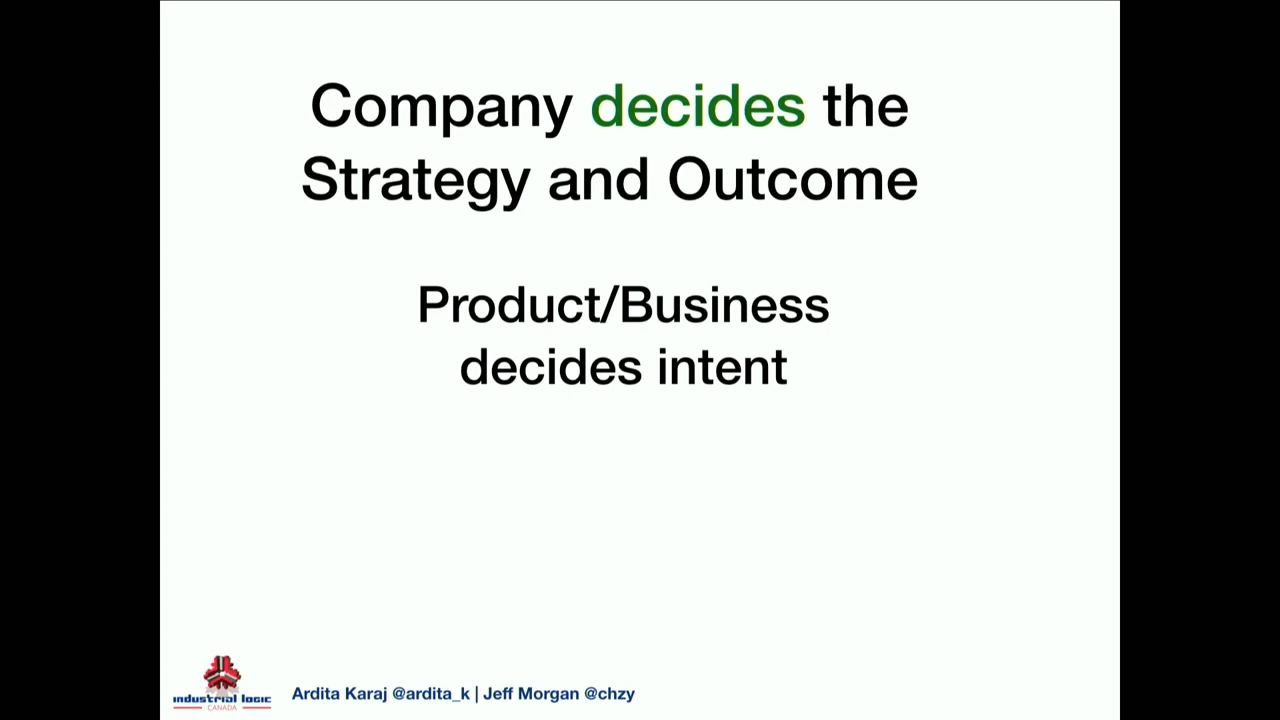 Company decides the
Strategy and Outcome
Product/Business
decides intent
industrial logic
CANADA
Ardita Karaj @ardita_k | Jeff Morgan @chzy